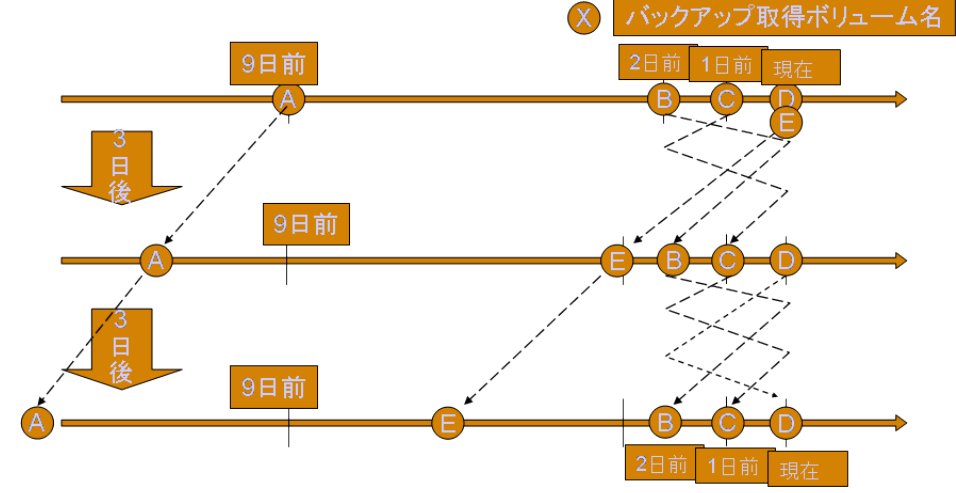 X バックアップ取得ボリューム名
9日前 2日前 1日前 現在
A B C D
E
3
日
後
9日前
A E B C D
3
日
後
9日前
A E B C D
2日前 1日前 現在